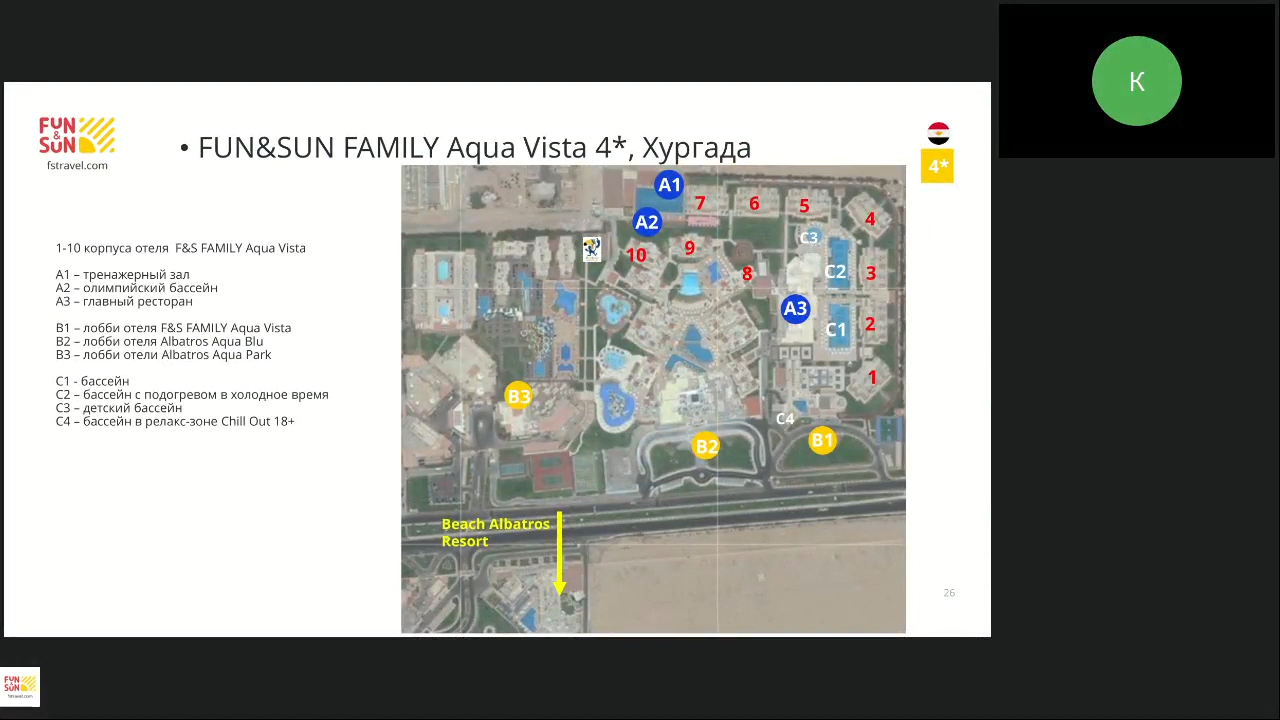 FUN
&
SUN
fstravel.com
• FUN&SUN FAMILY Aqua Vista 4*, Хургада
4*
K
1-10 корпуса отеля F&S FAMILY Aqua Vista
А1 – тренажерный зал
А2 – олимпийский бассейн
А3 – главный ресторан
В1 – лобби отеля F&S FAMILY Aqua Vista
В2 – лобби отеля Albatros Aqua Blu
В3 – лобби отели Albatros Aqua Park
С1 - бассейн
С2 – бассейн с подогревом в холодное время
С3 – детский бассейн
С4 – бассейн в релакс-зоне Chill Out 18+
A1
A2
7
6
5
4
10
9
8
C3
C2
3
A3
C1
2
1
B3
C4
B2
B1
Beach Albatros
Resort
26
FUN
&
SUN
fstravel.com